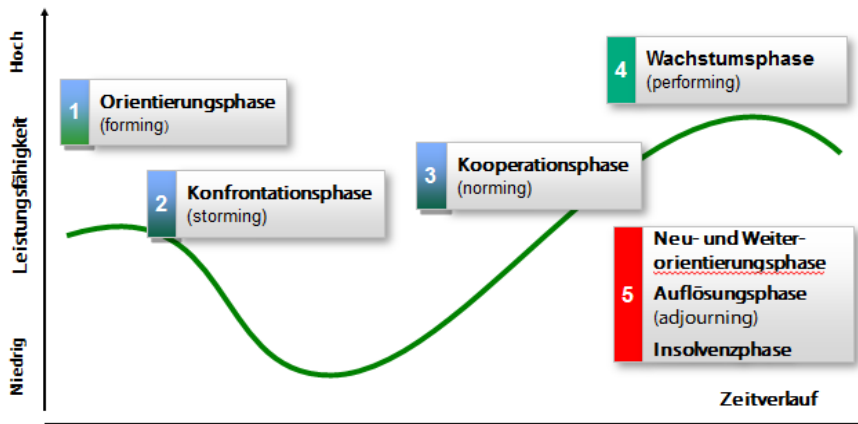 Hoch
Leistungsfähigkeit
Niedrig
1
Orientierungsphase
(forming)
2
Konfrontationsphase
(storming)
3
Kooperationsphase
(norming)
4
Wachstumsphase
(performing)
5
Neu- und Weiter-
orientierungsphase
Auflösungsphase
(adjourning)
Insolvenzphase
Zeitverlauf